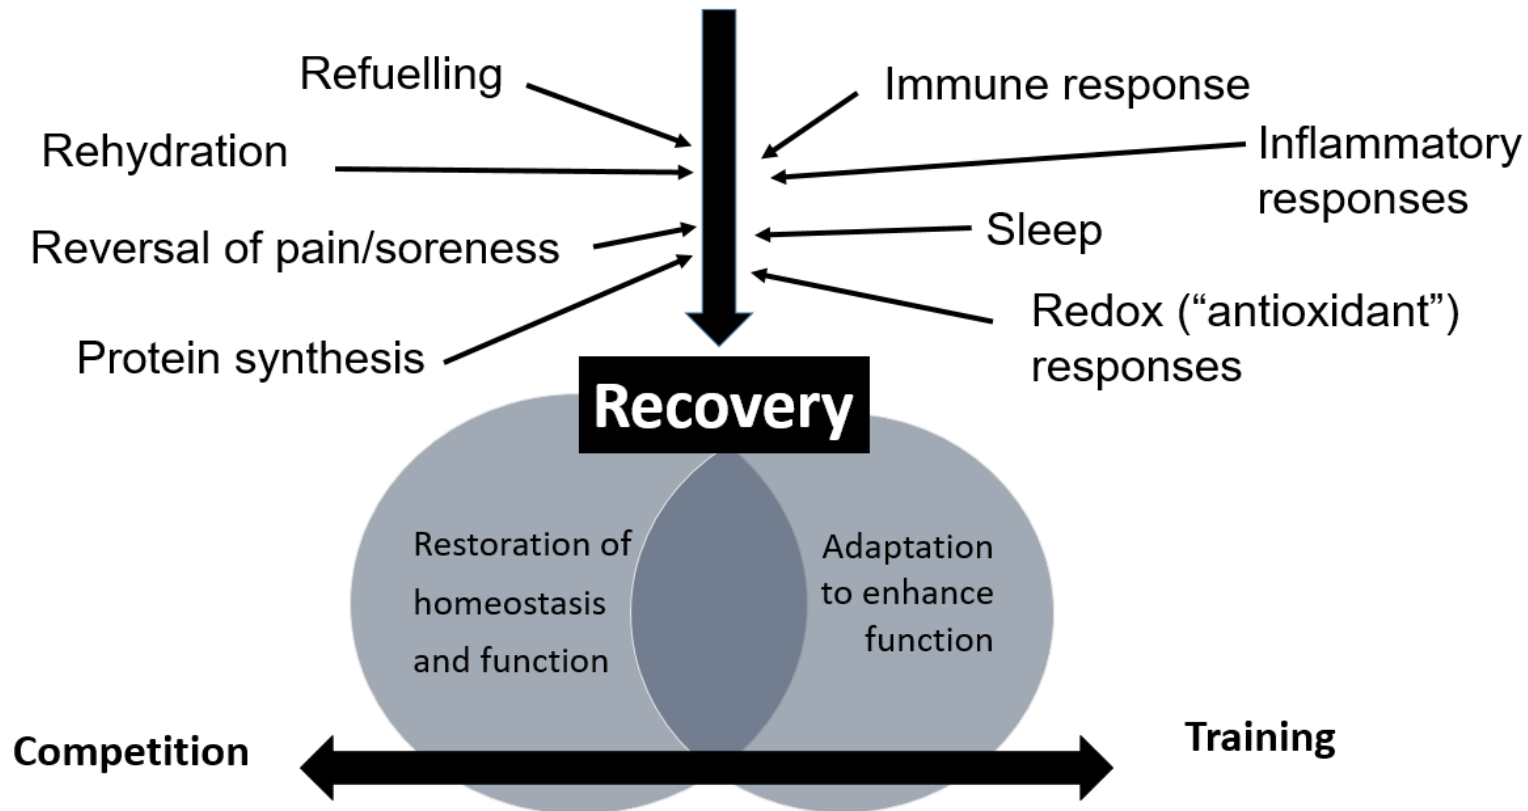 Refuelling
Immune response
Rehydration
Inflammatory
responses
Reversal of pain/soreness
Sleep
Protein synthesis
Redox (“antioxidant”)
responses
Recovery
Restoration of
homeostasis
and function
Adaptation
to enhance
function
Competition
Training